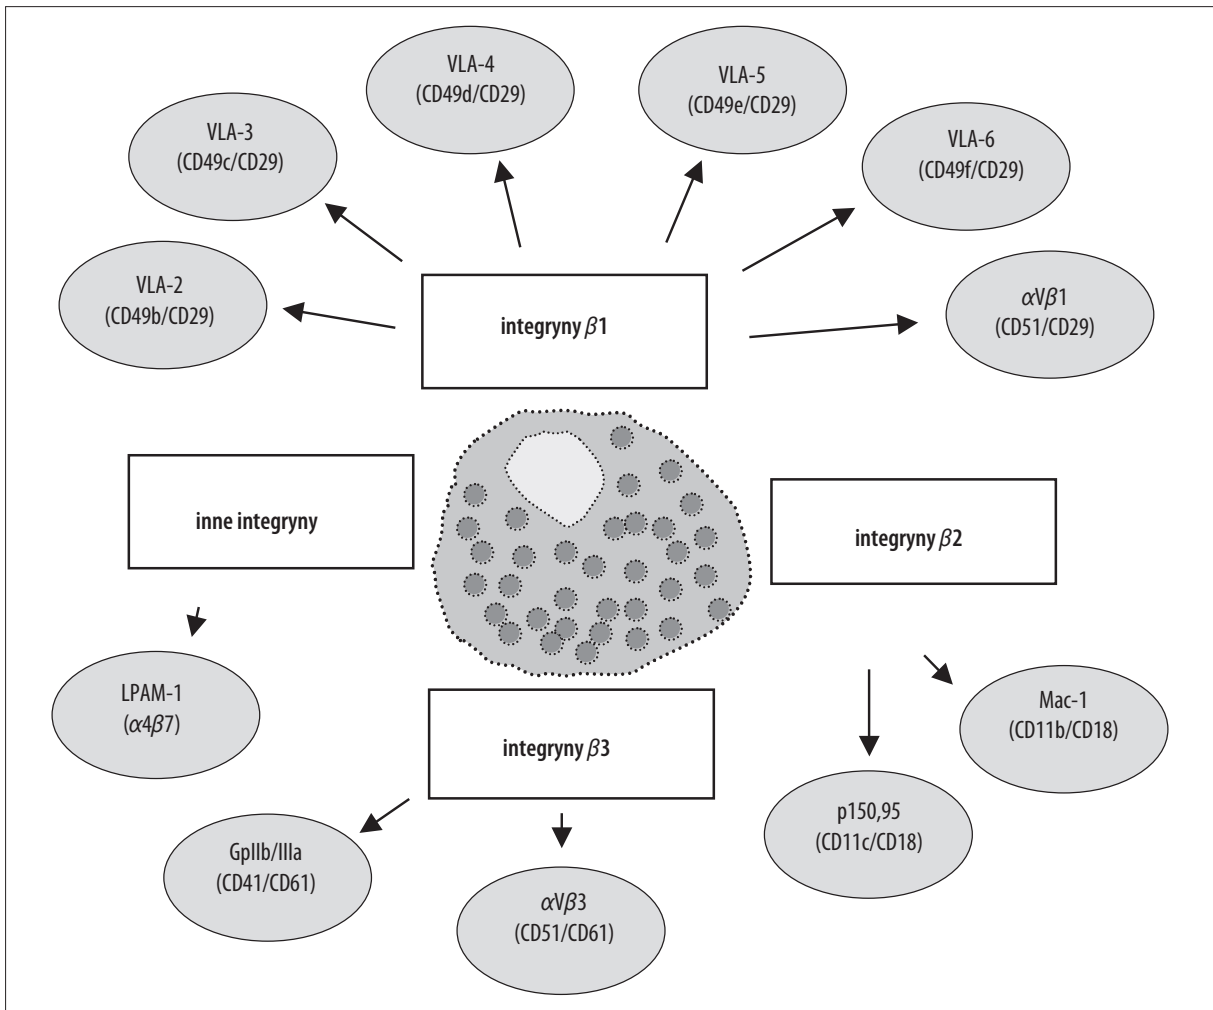 VLA-4
(CD49d/CD29)
VLA-5
(CD49e/CD29)
VLA-3
(CD49c/CD29)
VLA-6
(CD49f/CD29)
VLA-2
(CD49b/CD29)
αVβ1
(CD51/CD29)
integryny β1
inne integryny
integryny β2
LPAM-1
(α4β7)
integryny β3
Mac-1
(CD11b/CD18)
p150,95
(CD11c/CD18)
GpIIb/IIIa
(CD41/CD61)
αVβ3
(CD51/CD61)